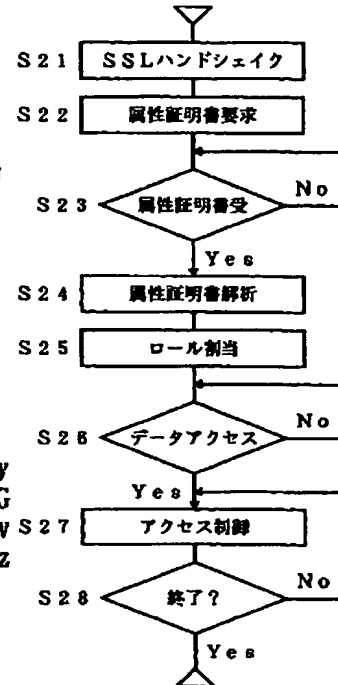 S21 SSLハンドシェイク
S22 属性証明書要求
S23 属性証明書受 No
Yes
S24 属性証明書解析
S25 ロール割当
S26 データアクセス No
y
Yes
G
W S27 アクセス制御
z
S28 終了? No
Yes